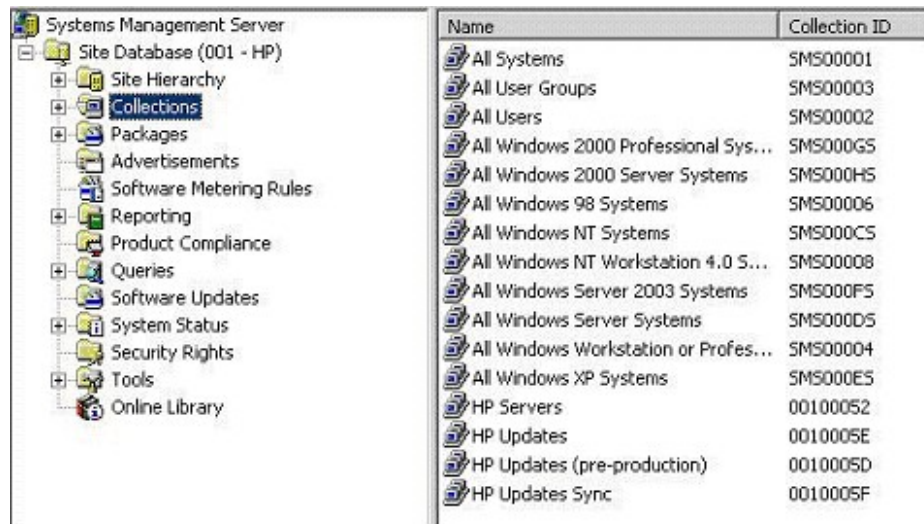 Systems Management Server
Site Database (001 - HP)
Site Hierarchy
Collections
Packages
Advertisements
Software Metering Rules
Reporting
Product Compliance
Queries
Software Updates
System Status
Security Rights
Tools
Online Library
Name Collection ID
All Systems SMS00001
All User Groups SMS00003
All Users SMS00002
All Windows 2000 Professional Sys... SMS000GS
All Windows 2000 Server Systems SMS000HS
All Windows 98 Systems SMS00006
All Windows NT Systems SMS000CS
All Windows NT Workstation 4.0 S... SMS00008
All Windows Server 2003 Systems SMS000FS
All Windows Server Systems SMS000DS
All Windows Workstation or Profes... SMS00004
All Windows XP Systems SMS000ES
HP Servers 00100052
HP Updates 0010005E
HP Updates (pre-production) 0010005D
HP Updates Sync 0010005F